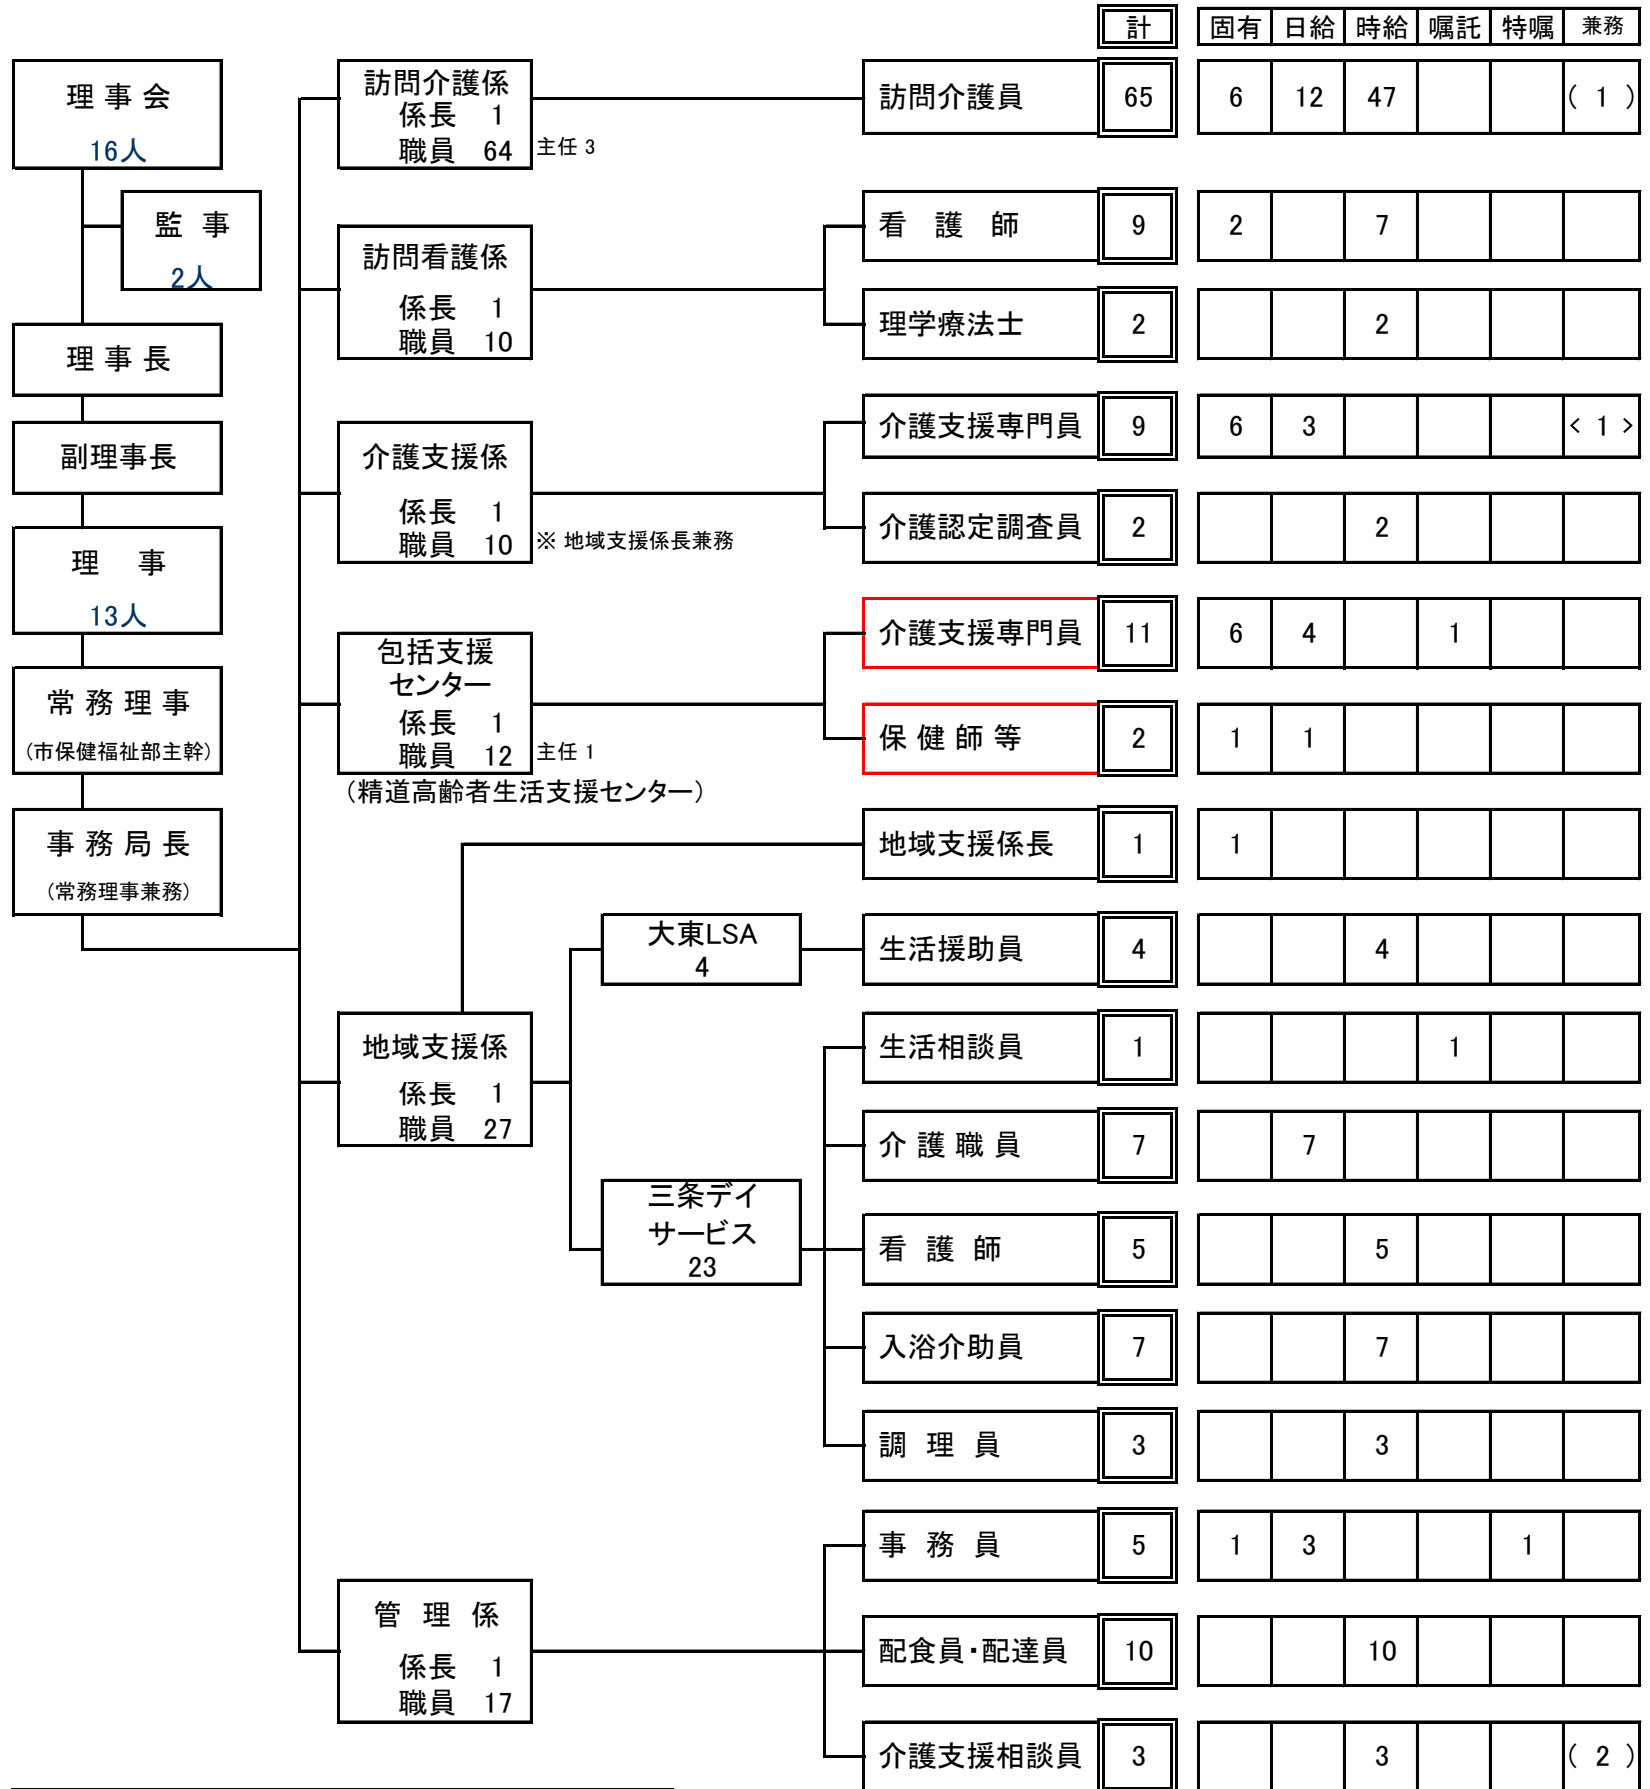 計 固有 日給 時給 嘱託 特嘱 兼務
理事会
16人
監事
2人
理事長
副理事長
理 事
13人
常務理事
(市保健福祉部主幹)
事務局長
(常務理事兼務)
訪問介護係
係長 1
職員 64
主任 3
訪問看護係
係長 1
職員 10
介護支援係
係長 1
職員 10
※ 地域支援係長兼務
包括支援
センター
係長 1
職員 12
主任 1
(精道高齢者生活支援センター)
地域支援係
係長 1
職員 27
管 理 係
係長 1
職員 17
大東LSA
4
三条デイ
サービス
23
訪問介護員 65 6 12 47 ( 1 )
看 護 師 9 2 7
理学療法士 2 2
介護支援専門員 9 6 3 < 1 >
介護認定調査員 2 2
介護支援専門員 11 6 4 1
保健師等 2 1 1
地域支援係長 1 1
生活援助員 4 4
生活相談員 1 1
介護職員 7 7
看 護 師 5 5
入浴介助員 7 7
調 理 員 3 3
事 務 員 5 1 3 1
配食員・配達員 10 10
介護支援相談員 3 3 ( 2 )